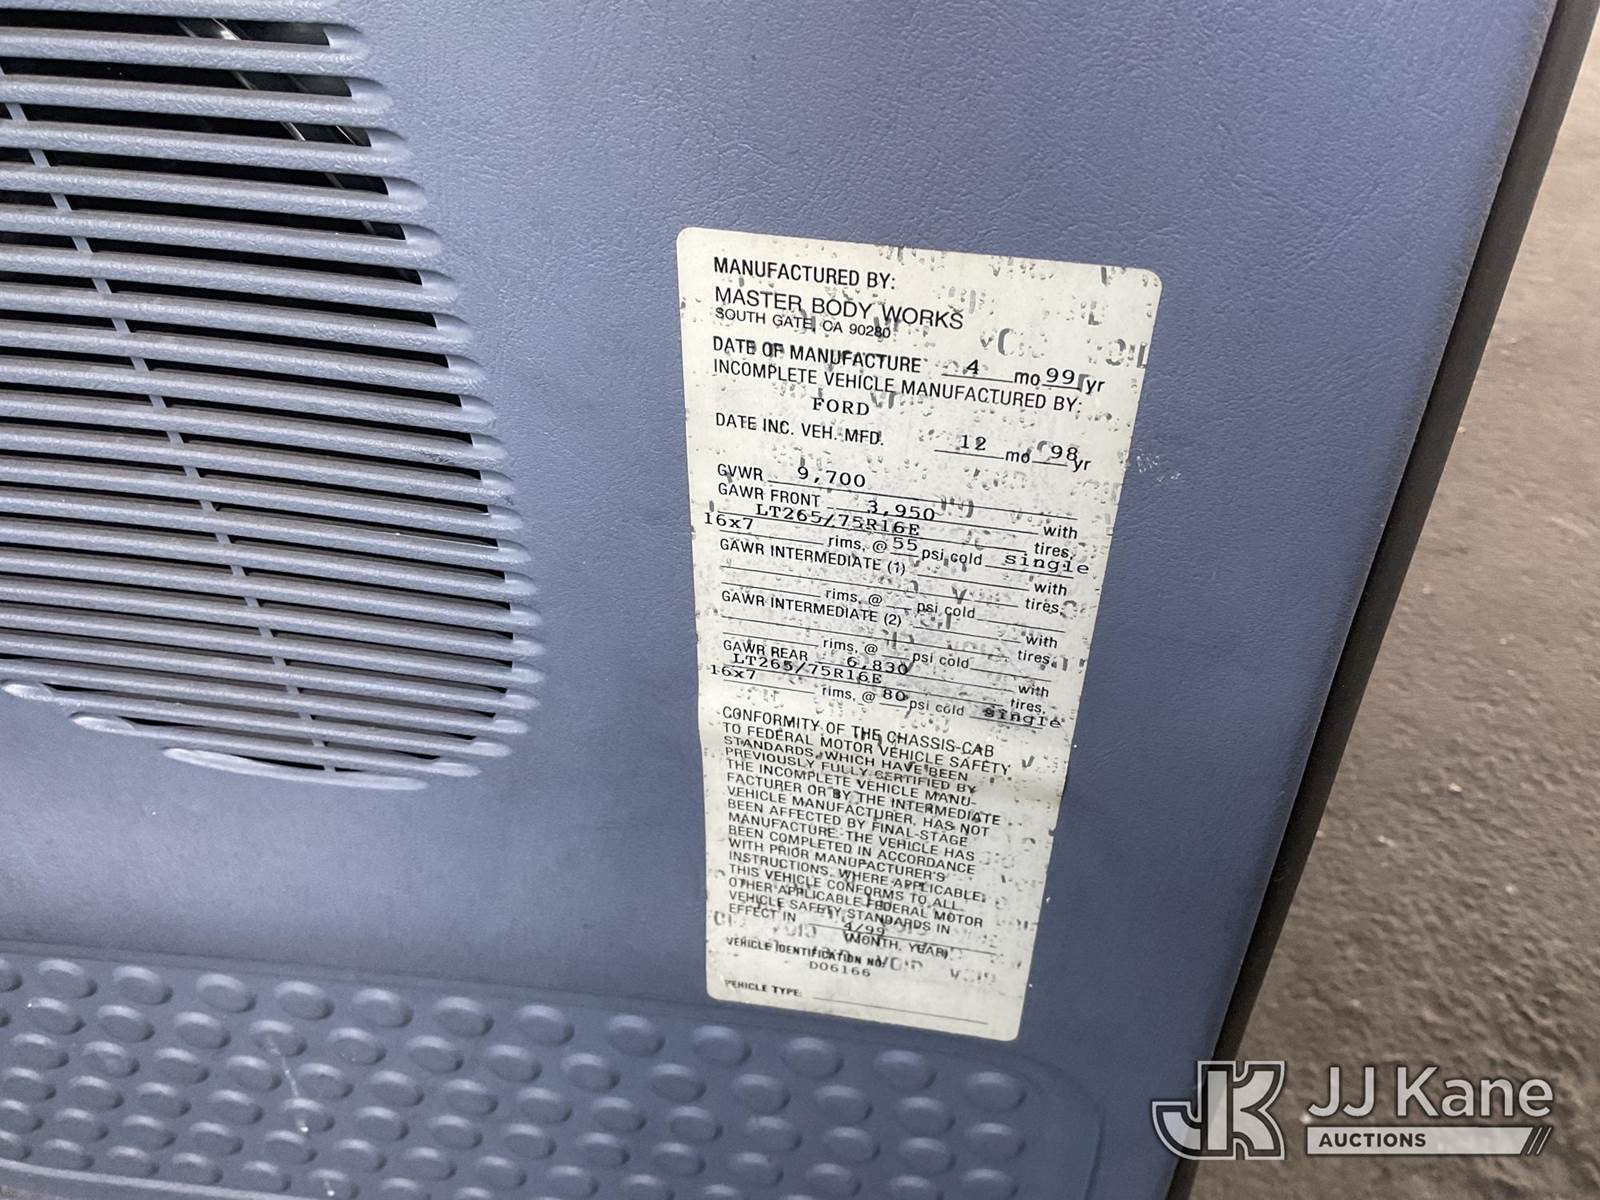 MANUFACTURED BY:
MASTER BODY WORKS
SOUTH GATE, CA 90280
DATE OF MANUFACTURE 4 mo 99 yr
INCOMPLETE VEHICLE MANUFACTURED BY:
FORD
DATE INC. VEH. MFD. 12 mo 98 yr
GVWR 9,700
GAWR FRONT 3,950 with
LT265/75R16E tires,
16x7 rims, @ 55 psi cold single
GAWR INTERMEDIATE (1) with
tires,
rims, @ psi cold
GAWR INTERMEDIATE (2) with
tires,
rims, @ psi cold
GAWR REAR 6,830 with
LT265/75R16E tires,
16x7 rims, @ 80 psi cold single
CONFORMITY OF THE CHASSIS-CAB
TO FEDERAL MOTOR VEHICLE SAFETY
STANDARDS, WHICH HAVE BEEN
PREVIOUSLY FULLY CERTIFIED BY
THE INCOMPLETE VEHICLE MANU-
FACTURER OR BY THE INTERMEDIATE
VEHICLE MANUFACTURER, HAS NOT
BEEN AFFECTED BY FINAL-STAGE
MANUFACTURE. THE VEHICLE HAS
BEEN COMPLETED IN ACCORDANCE
WITH PRIOR MANUFACTURER'S
INSTRUCTIONS, WHERE APPLICABLE.
THIS VEHICLE CONFORMS TO ALL
OTHER APPLICABLE FEDERAL MOTOR
VEHICLE SAFETY STANDARDS IN
EFFECT IN 4/99
(MONTH, YEAR)
VEHICLE IDENTIFICATION NO:
D06166
VEHICLE TYPE:
JK JJ Kane
AUCTIONS